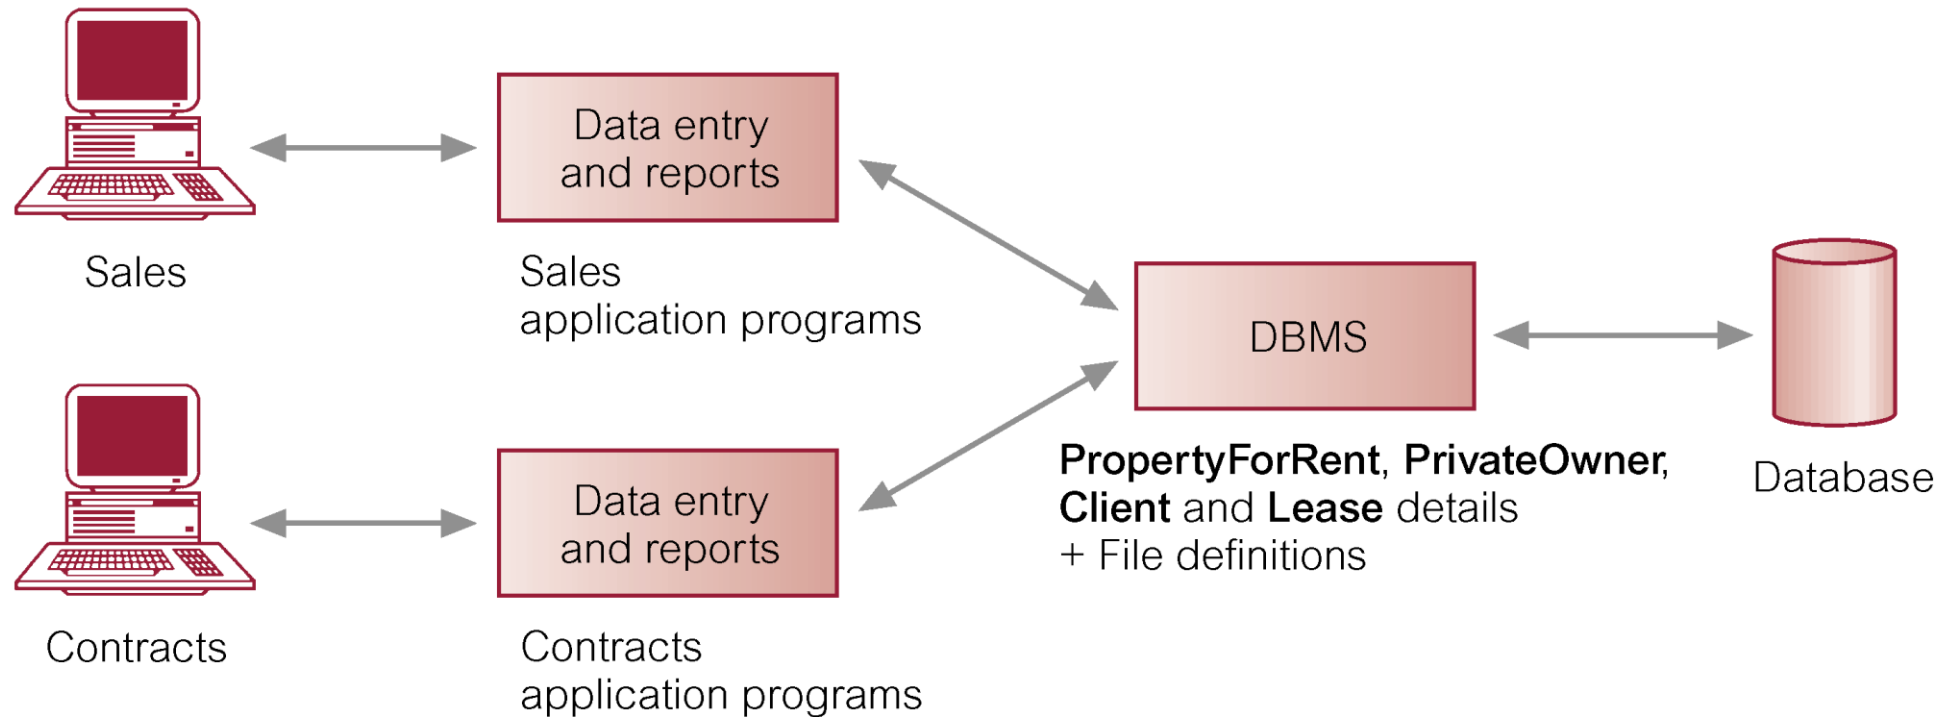 Data entry
and reports
Sales
Sales
application programs
DBMS
PropertyForRent, PrivateOwner,
Client and Lease details
+ File definitions
Database
Data entry
and reports
Contracts
Contracts
application programs